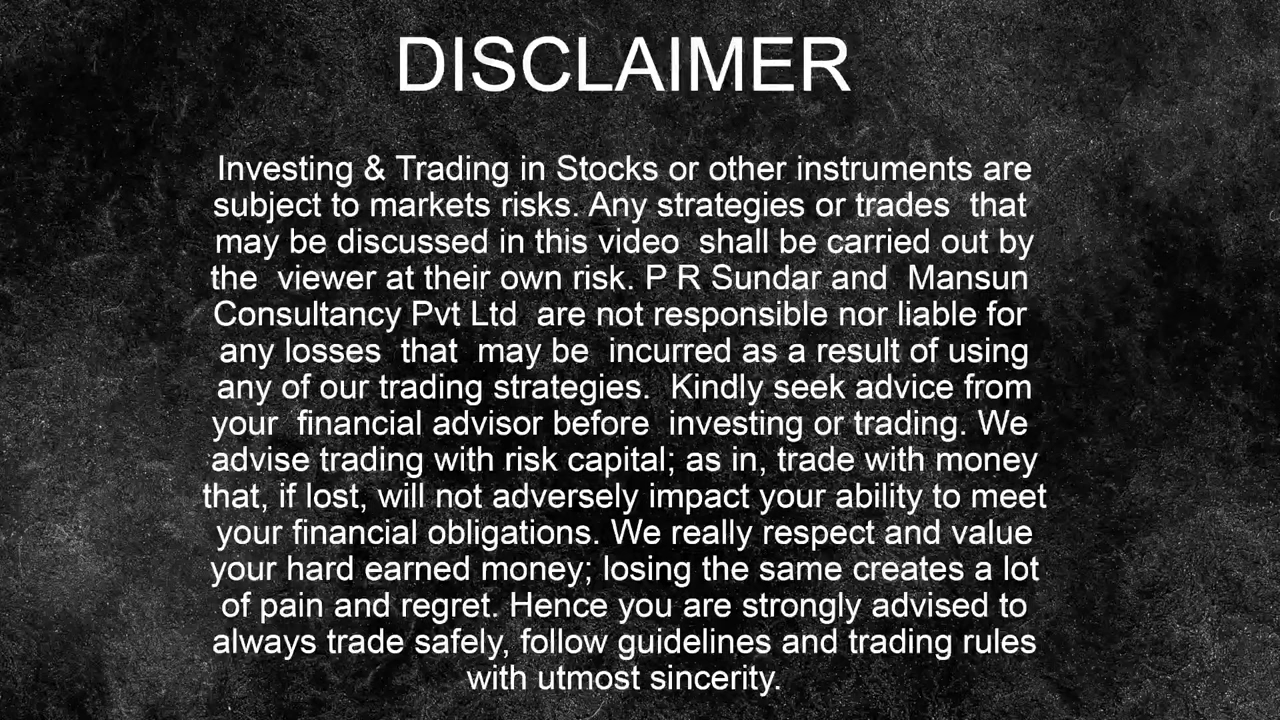 DISCLAIMER
Investing & Trading in Stocks or other instruments are
subject to markets risks. Any strategies or trades that
may be discussed in this video shall be carried out by
the viewer at their own risk. P R Sundar and Mansun
Consultancy Pvt Ltd are not responsible nor liable for
any losses that may be incurred as a result of using
any of our trading strategies. Kindly seek advice from
your financial advisor before investing or trading. We
advise trading with risk capital; as in, trade with money
that, if lost, will not adversely impact your ability to meet
your financial obligations. We really respect and value
your hard earned money; losing the same creates a lot
of pain and regret. Hence you are strongly advised to
always trade safely, follow guidelines and trading rules
with utmost sincerity.